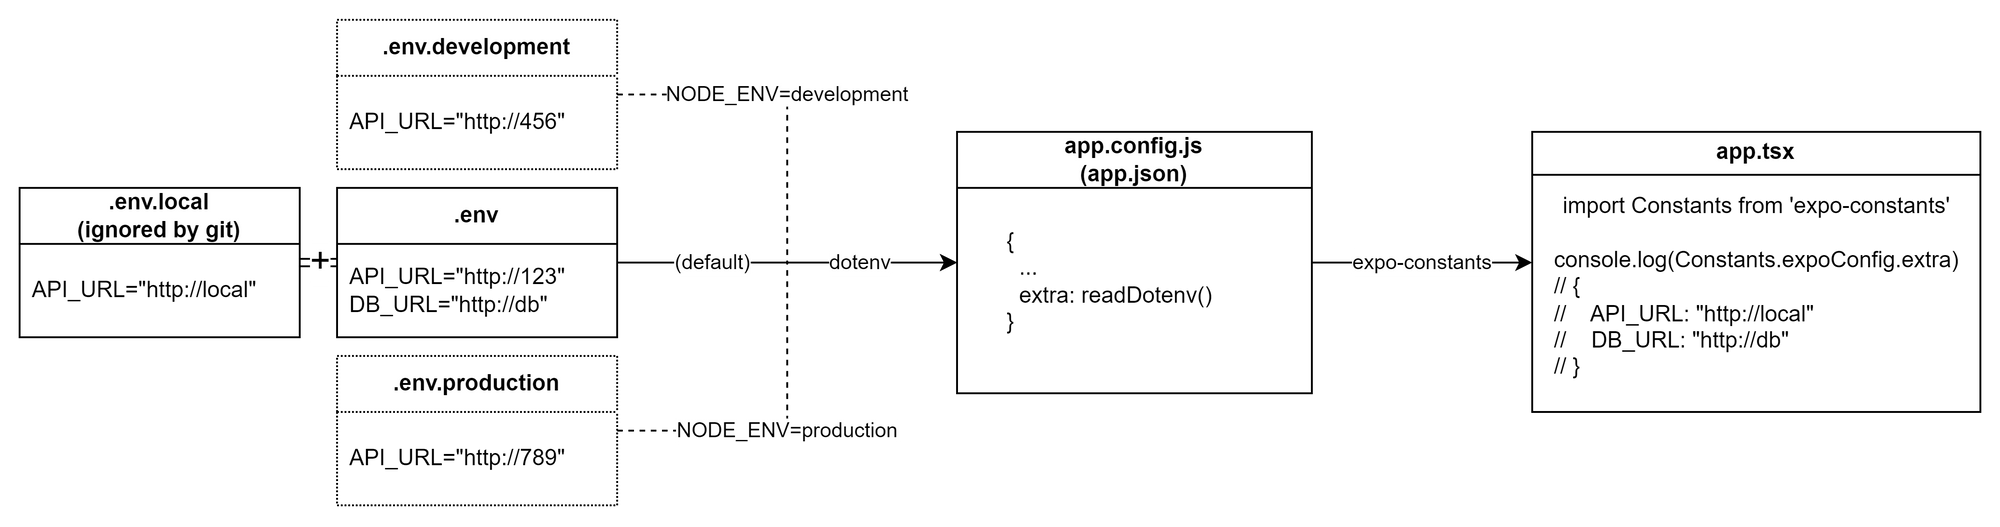 .env.development
API_URL="http://456"
NODE_ENV=development
.env.local
(ignored by git)
API_URL="http://local"
+
.env
API_URL="http://123"
DB_URL="http://db"
(default)
dotenv
.env.production
API_URL="http://789"
NODE_ENV=production
app.config.js
(app.json)
{
...
extra: readDotenv()
}
expo-constants
app.tsx
import Constants from 'expo-constants'
console.log(Constants.expoConfig.extra)
// {
//    API_URL: "http://local"
//    DB_URL: "http://db"
// }